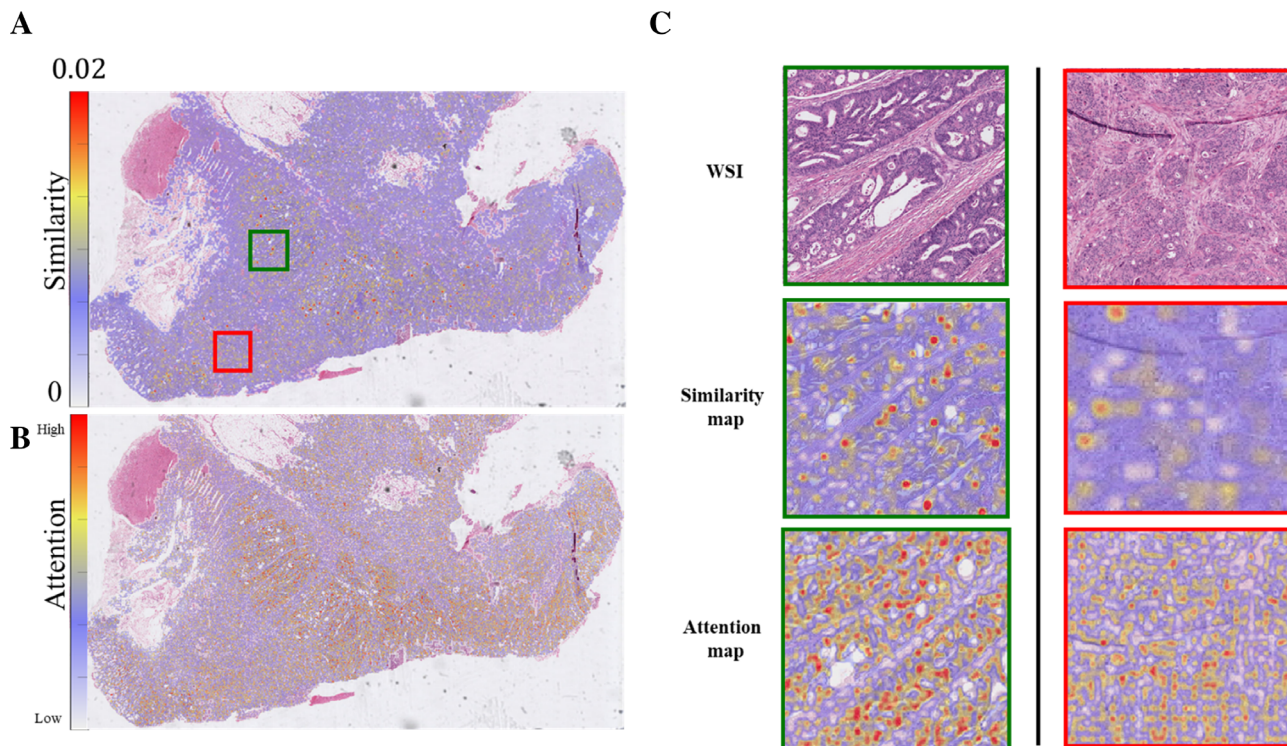 A
C
0.02
Similarity
0
B
High
Attention
Low
WSI
Similarity
map
Attention
map